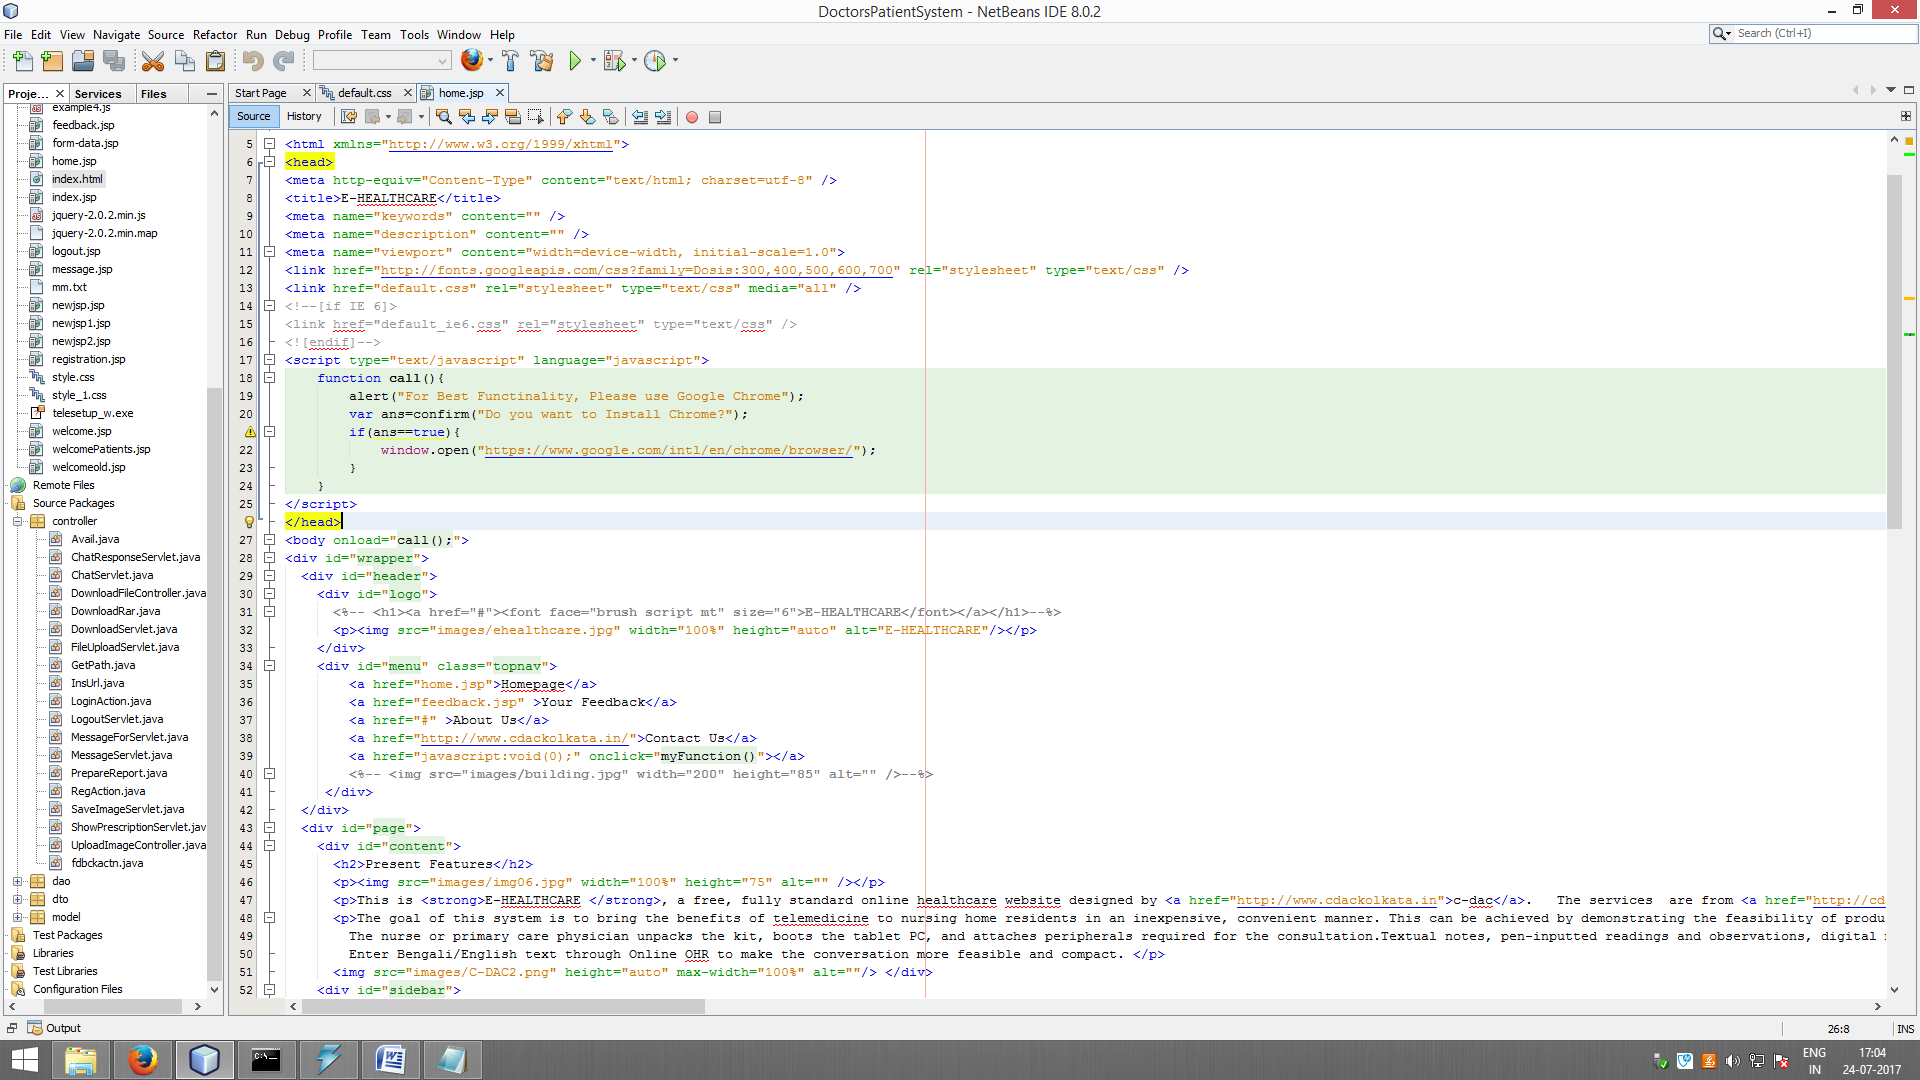 DoctorsPatientSystem - NetBeans IDE 8.0.2
File Edit View Navigate Source Refactor Run Debug Profile Team Tools Window Help
Search (Ctrl+I)
Proje... Services Files
example4.js
feedback.jsp
form-data.jsp
home.jsp
index.html
index.jsp
jquery-2.0.2.min.js
jquery-2.0.2.min.map
logout.jsp
message.jsp
mm.txt
newjsp.jsp
newjsp1.jsp
newjsp2.jsp
registration.jsp
style.css
style_1.css
telesetup_w.exe
welcome.jsp
welcomePatients.jsp
welcomeold.jsp
Remote Files
Source Packages
controller
Avail.java
ChatResponseServlet.java
ChatServlet.java
DownloadFileController.java
DownloadRar.java
DownloadServlet.java
FileUploadServlet.java
GetPath.java
InsUrl.java
LoginAction.java
LogoutServlet.java
MessageForServlet.java
MessageServlet.java
PrepareReport.java
RegAction.java
SaveImageServlet.java
ShowPrescriptionServlet.jav
UploadImageController.java
fdbckactn.java
dao
dto
model
Test Packages
Libraries
Test Libraries
Configuration Files
Start Page default.css home.jsp
Source History
5 <html xmlns="http://www.w3.org/1999/xhtml">
6 <head>
7 <meta http-equiv="Content-Type" content="text/html; charset=utf-8" />
8 <title>E-HEALTHCARE</title>
9 <meta name="keywords" content="" />
10 <meta name="description" content="" />
11 <meta name="viewport" content="width=device-width, initial-scale=1.0">
12 <link href="http://fonts.googleapis.com/css?family=Dosis:300,400,500,600,700" rel="stylesheet" type="text/css" />
13 <link href="default.css" rel="stylesheet" type="text/css" media="all" />
14 <!--[if IE 6]>
15 <link href="default_ie6.css" rel="stylesheet" type="text/css" />
16 <![endif]-->
17 <script type="text/javascript" language="javascript">
18 function call(){
19 alert("For Best Functinality, Please use Google Chrome");
20 var ans=confirm("Do you want to Install Chrome?");
if(ans==true){
22 window.open("https://www.google.com/intl/en/chrome/browser/");
23 }
24 }
25 </script>
</head>
27 <body onload="call();">
28 <div id="wrapper">
29 <div id="header">
30 <div id="logo">
31 <%-- <h1><a href="#"><font face="brush script mt" size="6">E-HEALTHCARE</font></a></h1>--%>
32 <p><img src="images/ehealthcare.jpg" width="100%" height="auto" alt="E-HEALTHCARE"/></p>
33 </div>
34 <div id="menu" class="topnav">
35 <a href="home.jsp">Homepage</a>
36 <a href="feedback.jsp" >Your Feedback</a>
37 <a href="#" >About Us</a>
38 <a href="http://www.cdackolkata.in/">Contact Us</a>
39 <a href="javascript:void(0);" onclick="myFunction()"></a>
40 <%-- <img src="images/building.jpg" width="200" height="85" alt="" />--%>
41 </div>
42 </div>
43 <div id="page">
44 <div id="content">
45 <h2>Present Features</h2>
46 <p><img src="images/img06.jpg" width="100%" height="75" alt="" /></p>
47 <p>This is <strong>E-HEALTHCARE </strong>, a free, fully standard online healthcare website designed by <a href="http://www.cdackolkata.in">c-dac</a>. The services are from <a href="http://cd
48 <p>The goal of this system is to bring the benefits of telemedicine to nursing home residents in an inexpensive, convenient manner. This can be achieved by demonstrating the feasibility of produ
49 The nurse or primary care physician unpacks the kit, boots the tablet PC, and attaches peripherals required for the consultation.Textual notes, pen-inputted readings and observations, digital
50 Enter Bengali/English text through Online OHR to make the conversation more feasible and compact. </p>
51 <img src="images/C-DAC2.png" height="auto" max-width="100%" alt=""/> </div>
52 <div id="sidebar">
Output
26:8 INS
ENG
IN
17:04
24-07-2017